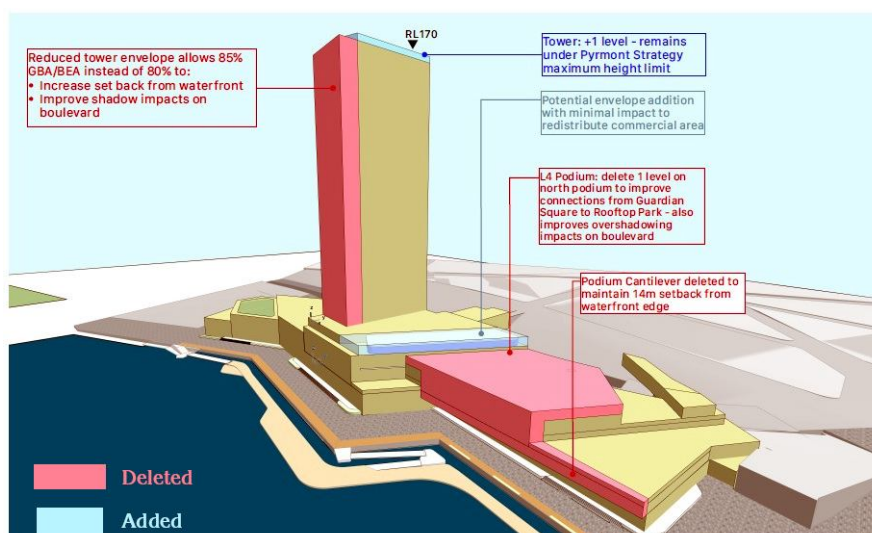 RL170
Reduced tower envelope allows 85%
GBA/BEA instead of 80% to:
• Increase set back from waterfront
• Improve shadow impacts on
boulevard
Tower: +1 level - remains
under Pyrmont Strategy
maximum height limit
Potential envelope addition
with minimal impact to
redistribute commercial area
L4 Podium: delete 1 level on
north podium to improve
connections from Guardian
Square to Rooftop Park - also
improves overshadowing
impacts on boulevard
Podium Cantilever deleted to
maintain 14m setback from
waterfront edge
Deleted
Added